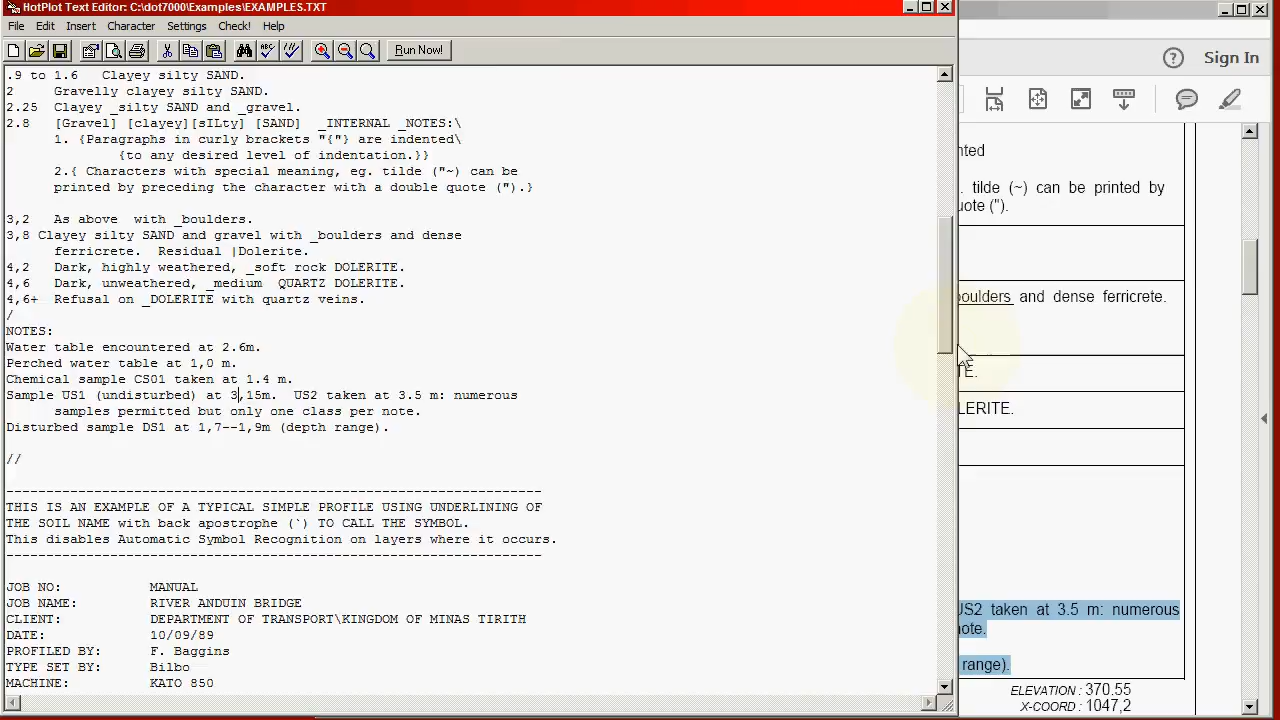 HotPlot Text Editor: C:\dot7000\Examples\EXAMPLES.TXT
File Edit Insert Character Settings Check! Help
Run Now!
Sign In
.9 to 1.6 Clayey silty SAND.
2 Gravelly clayey silty SAND.
2.25 Clayey _silty SAND and _gravel.
2.8 [Gravel] [clayey][sILty] [SAND] _INTERNAL _NOTES:\
1. {Paragraphs in curly brackets "{"} are indented\
{to any desired level of indentation.}}
2.{ Characters with special meaning, eg. tilde ("~) can be
printed by preceding the character with a double quote (").}
3,2 As above with _boulders.
3,8 Clayey silty SAND and gravel with _boulders and dense
ferricrete. Residual |Dolerite.
4,2 Dark, highly weathered, _soft rock DOLERITE.
4,6 Dark, unweathered, _medium QUARTZ DOLERITE.
4,6+ Refusal on _DOLERITE with quartz veins.
/
NOTES:
Water table encountered at 2.6m.
Perched water table at 1,0 m.
Chemical sample CS01 taken at 1.4 m.
Sample US1 (undisturbed) at 3,15m. US2 taken at 3.5 m: numerous
samples permitted but only one class per note.
Disturbed sample DS1 at 1,7--1,9m (depth range).
//
----------------------------------------------------------------
THIS IS AN EXAMPLE OF A TYPICAL SIMPLE PROFILE USING UNDERLINING OF
THE SOIL NAME with back apostrophe (`) TO CALL THE SYMBOL.
This disables Automatic Symbol Recognition on layers where it occurs.
----------------------------------------------------------------
JOB NO: MANUAL
JOB NAME: RIVER ANDUIN BRIDGE
CLIENT: DEPARTMENT OF TRANSPORT\KINGDOM OF MINAS TIRITH
DATE: 10/09/89
PROFILED BY: F. Baggins
TYPE SET BY: Bilbo
MACHINE: KATO 850
nted
. tilde (~) can be printed by
uote (").
boulders and dense ferricrete.
TE.
LERITE.
US2 taken at 3.5 m: numerous
note.
range).
ELEVATION : 370.55
X-COORD : 1047,2